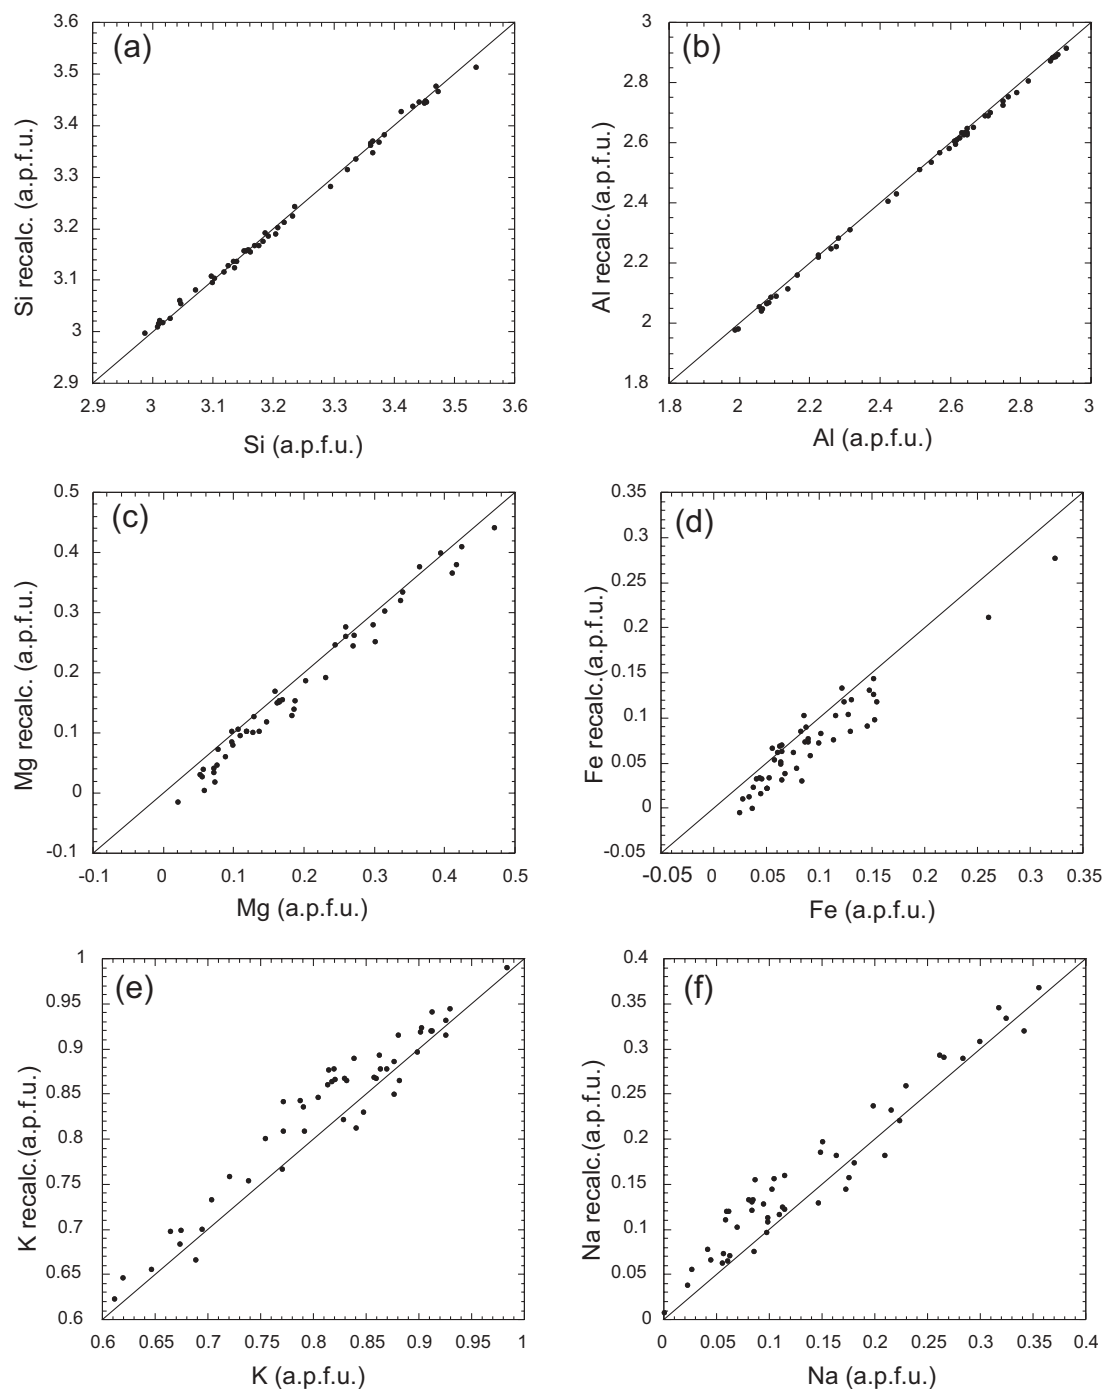 (a)
Si recalc. (a.p.f.u.)
3.6
3.5
3.4
3.3
3.2
3.1
3
2.9
2.9 3 3.1 3.2 3.3 3.4 3.5 3.6
Si (a.p.f.u.)
(b)
Al recalc.(a.p.f.u.)
3
2.8
2.6
2.4
2.2
2
1.8
1.8 2 2.2 2.4 2.6 2.8 3
Al (a.p.f.u.)
(c)
Mg recalc. (a.p.f.u.)
0.5
0.4
0.3
0.2
0.1
0
-0.1
-0.1 0 0.1 0.2 0.3 0.4 0.5
Mg (a.p.f.u.)
(d)
Fe recalc.(a.p.f.u.)
0.35
0.3
0.25
0.2
0.15
0.1
0.05
0
-0.05
-0.05 0 0.05 0.1 0.15 0.2 0.25 0.3 0.35
Fe (a.p.f.u.)
(e)
K recalc.(a.p.f.u.)
1
0.95
0.9
0.85
0.8
0.75
0.7
0.65
0.6
0.6 0.65 0.7 0.75 0.8 0.85 0.9 0.95 1
K (a.p.f.u.)
(f)
Na recalc.(a.p.f.u.)
0.4
0.35
0.3
0.25
0.2
0.15
0.1
0.05
0
0 0.05 0.1 0.15 0.2 0.25 0.3 0.35 0.4
Na (a.p.f.u.)